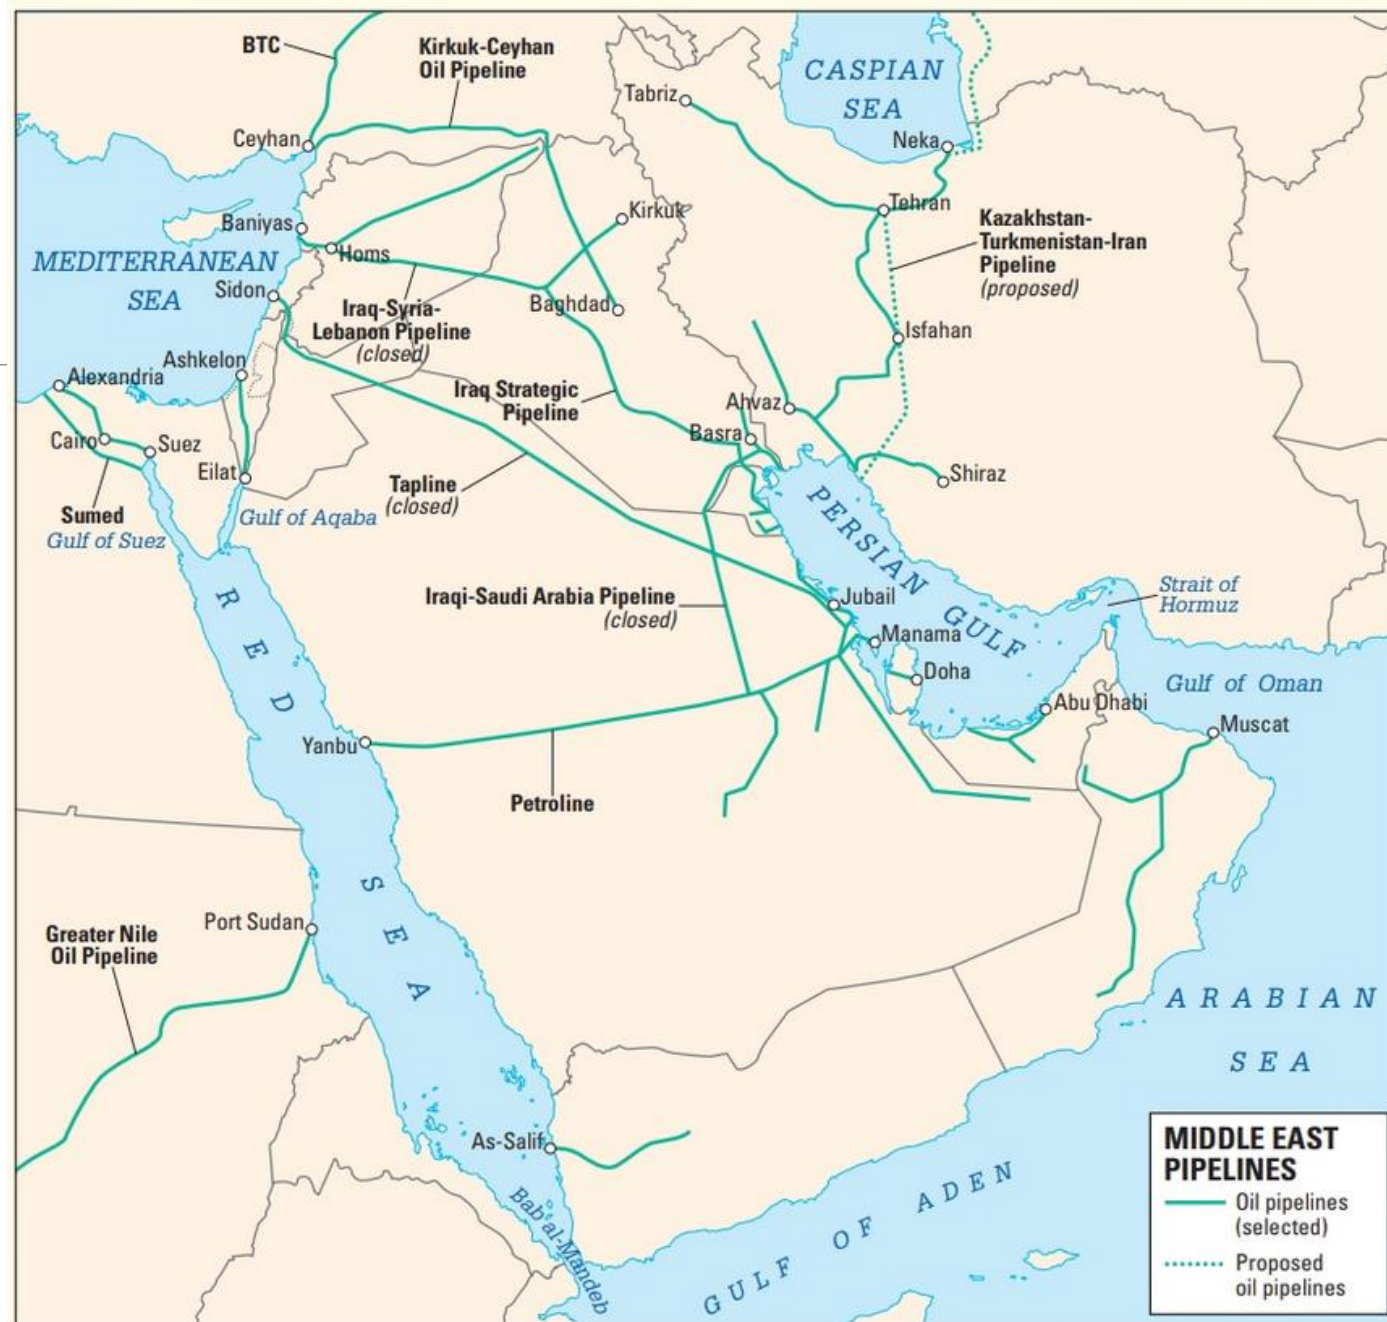 BTC
Kirkuk-Ceyhan
Oil Pipeline
CASPIAN
SEA
Tabriz
Ceyhan
Neka
Baniyas
Homs
Kirkuk
Tehran
Kazakhstan-
Turkmenistan-Iran
Pipeline
(proposed)
MEDITERRANEAN
SEA
Sidon
Baghdad
Iraq-Syria-
Lebanon Pipeline
(closed)
Isfahan
Ashkelon
Alexandria
Iraq Strategic
Pipeline
Ahvaz
Basra
Cairo
Suez
Eilat
Shiraz
Tapline
(closed)
Sumed
Gulf of Suez
Gulf of Aqaba
PERSIAN GULF
Iraqi-Saudi Arabia Pipeline
(closed)
Jubail
Strait of
Hormuz
Manama
Doha
Gulf of Oman
Abu Dhabi
Muscat
RED SEA
Yanbu
Petroline
Port Sudan
Greater Nile
Oil Pipeline
ARABIAN
SEA
As-Salif
Bab al-Mandeb
GULF OF ADEN
MIDDLE EAST
PIPELINES
Oil pipelines
(selected)
Proposed
oil pipelines